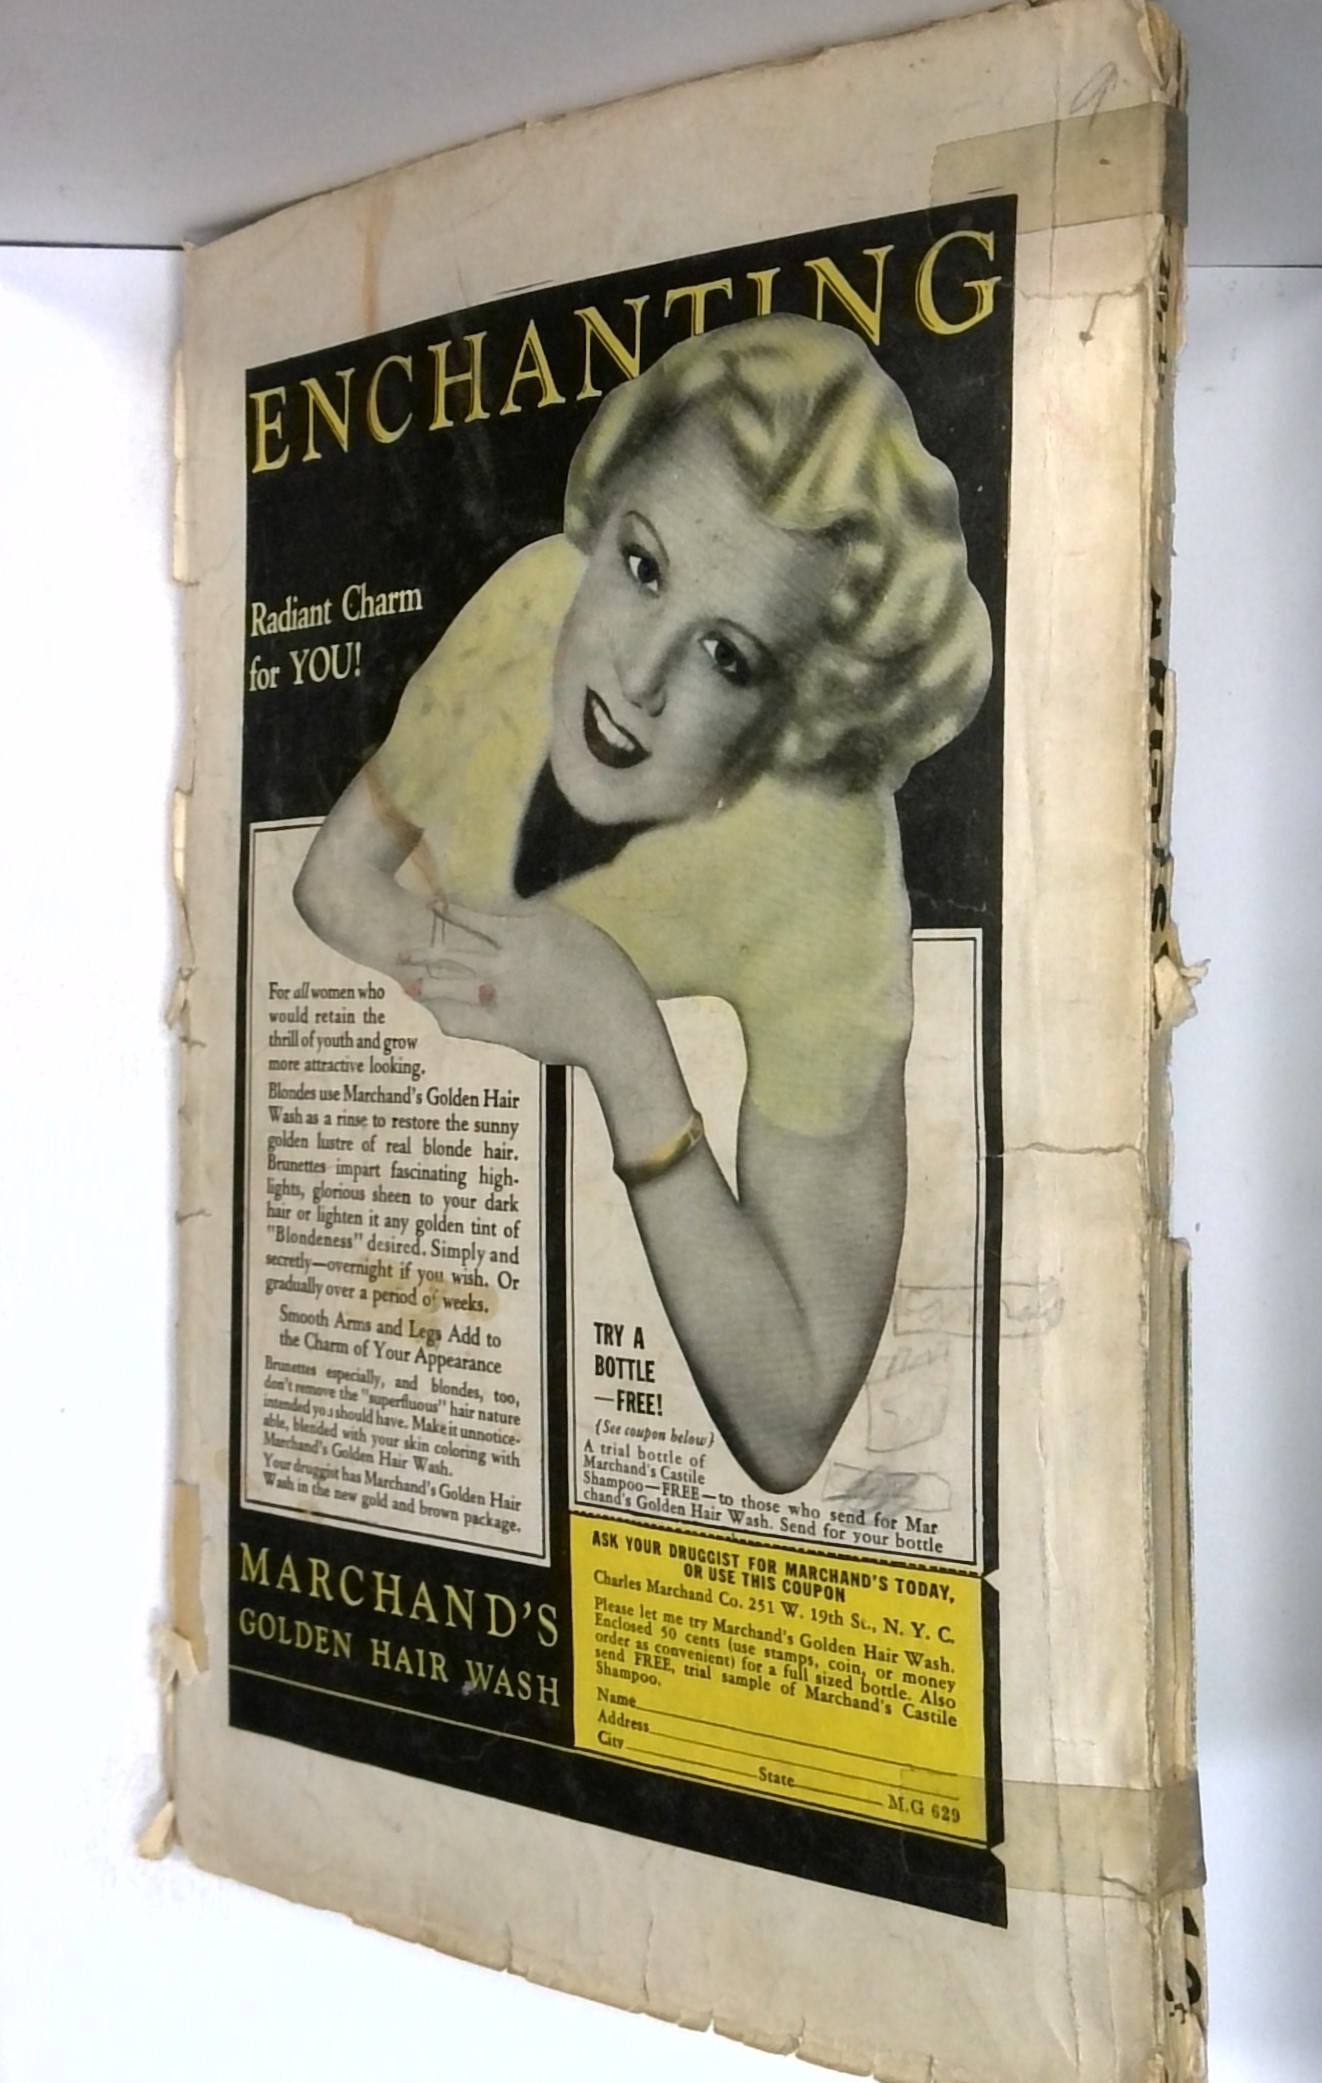 ENCHANTING
Radiant Charm
for YOU!
For all women who
would retain the
thrill of youth and grow
more attractive looking.
Blondes use Marchand's Golden Hair
Wash as a rinse to restore the sunny
golden lustre of real blonde hair.
Brunettes impart fascinating high-
lights, glorious sheen to your dark
hair or lighten it any golden tint of
"Blondeness" desired. Simply and
secretly—overnight if you wish. Or
gradually over a period of weeks.
Smooth Arms and Legs Add to
the Charm of Your Appearance
Brunettes especially, and blondes, too,
don't remove the "superfluous" hair nature
intended you should have. Make it unnotice-
able, blended with your skin coloring with
Marchand's Golden Hair Wash.
Your druggist has Marchand's Golden Hair
Wash in the new gold and brown package.
MARCHAND'S
GOLDEN HAIR WASH
TRY A
BOTTLE
—FREE!
{See coupon below}
A trial bottle of
Marchand's Castile
Shampoo—FREE—to those who send for Mar
chand's Golden Hair Wash. Send for your bottle
ASK YOUR DRUGGIST FOR MARCHAND'S TODAY,
OR USE THIS COUPON
Charles Marchand Co. 251 W. 19th St., N. Y. C.
Please let me try Marchand's Golden Hair Wash.
Enclosed 50 cents (use stamps, coin, or money
order as convenient) for a full sized bottle. Also
send FREE, trial sample of Marchand's Castile
Shampoo.
Name
Address
City State
M.G 629